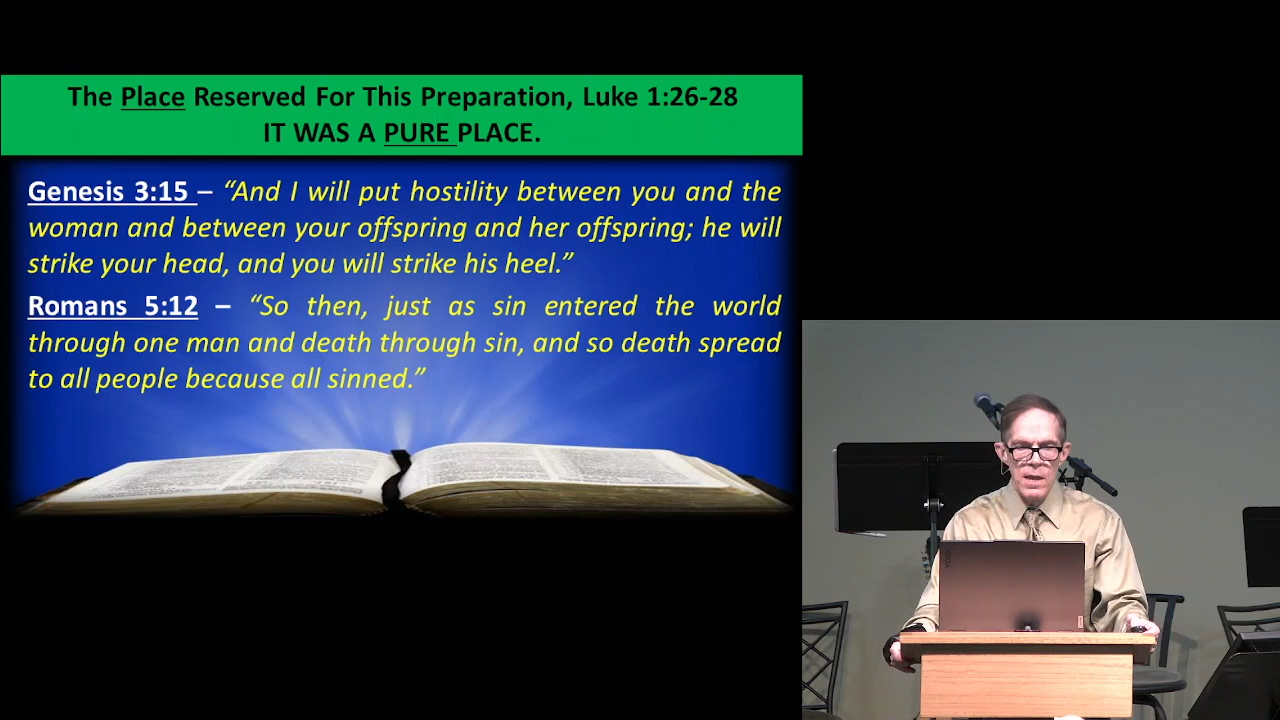 The Place Reserved For This Preparation, Luke 1:26-28
IT WAS A PURE PLACE.
Genesis 3:15 – “And I will put hostility between you and the
woman and between your offspring and her offspring; he will
strike your head, and you will strike his heel.”
Romans 5:12 – “So then, just as sin entered the world
through one man and death through sin, and so death spread
to all people because all sinned.”